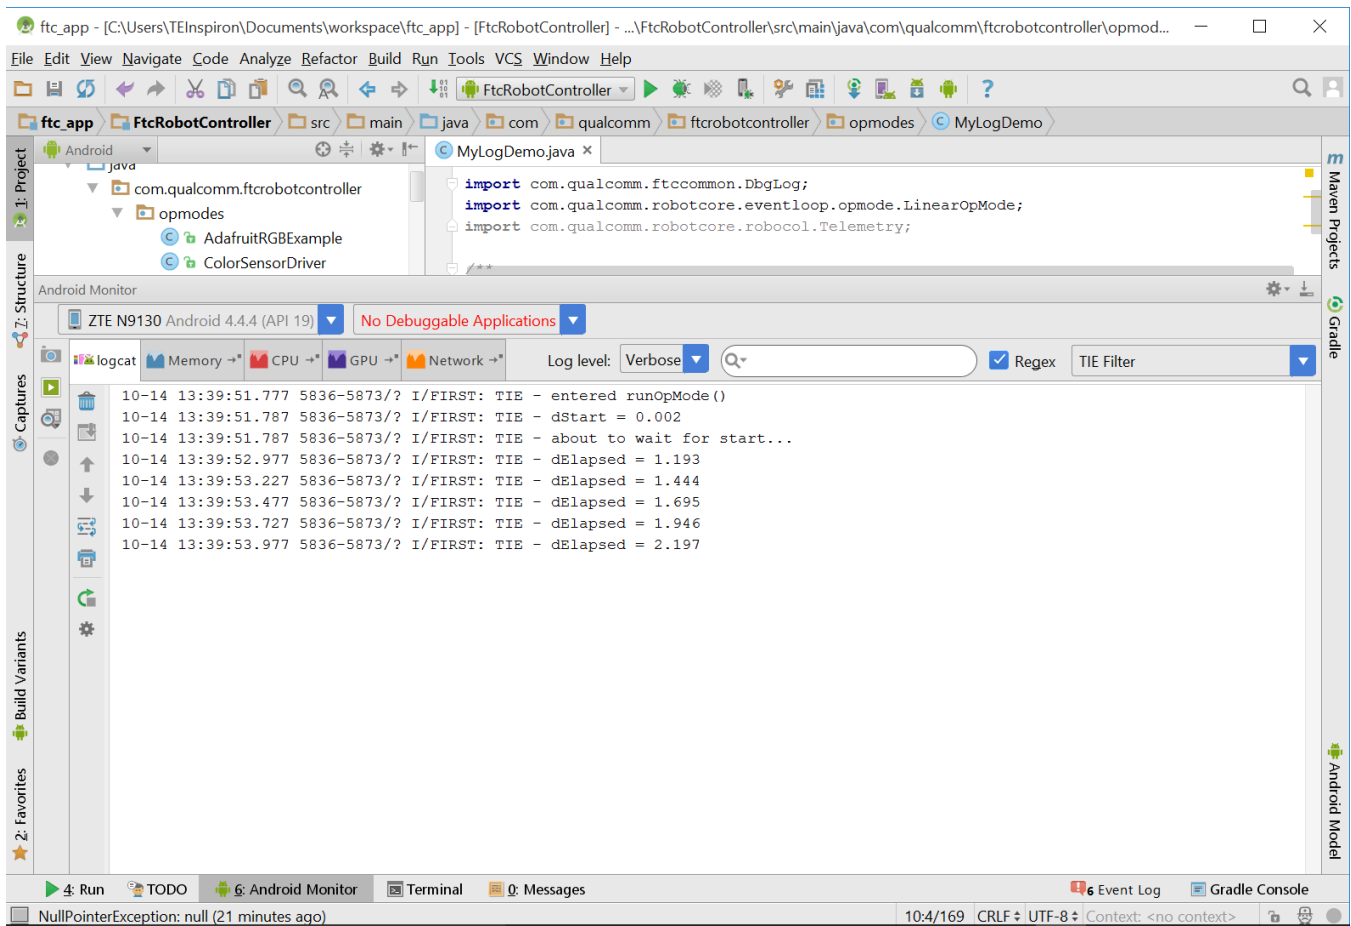 ftc_app - [C:\Users\TEInspiron\Documents\workspace\ftc_app] - [FtcRobotController] - ...\FtcRobotController\src\main\java\com\qualcomm\ftcrobotcontroller\opmod...
File Edit View Navigate Code Analyze Refactor Build Run Tools VCS Window Help
FtcRobotController
ftc_app FtcRobotController src main java com qualcomm ftcrobotcontroller opmodes MyLogDemo
1: Project
Z: Structure
Captures
Build Variants
2: Favorites
Android
java
com.qualcomm.ftcrobotcontroller
opmodes
AdafruitRGBExample
ColorSensorDriver
MyLogDemo.java
import com.qualcomm.ftccommon.DbgLog;
import com.qualcomm.robotcore.eventloop.opmode.LinearOpMode;
import com.qualcomm.robotcore.robocol.Telemetry;
/**
Maven Projects
Gradle
Android Model
Android Monitor
ZTE N9130 Android 4.4.4 (API 19) No Debuggable Applications
logcat Memory CPU GPU Network Log level: Verbose Regex TIE Filter
10-14 13:39:51.777 5836-5873/? I/FIRST: TIE - entered runOpMode()
10-14 13:39:51.787 5836-5873/? I/FIRST: TIE - dStart = 0.002
10-14 13:39:51.787 5836-5873/? I/FIRST: TIE - about to wait for start...
10-14 13:39:52.977 5836-5873/? I/FIRST: TIE - dElapsed = 1.193
10-14 13:39:53.227 5836-5873/? I/FIRST: TIE - dElapsed = 1.444
10-14 13:39:53.477 5836-5873/? I/FIRST: TIE - dElapsed = 1.695
10-14 13:39:53.727 5836-5873/? I/FIRST: TIE - dElapsed = 1.946
10-14 13:39:53.977 5836-5873/? I/FIRST: TIE - dElapsed = 2.197
4: Run TODO 6: Android Monitor Terminal 0: Messages 6 Event Log Gradle Console
NullPointerException: null (21 minutes ago) 10:4/169 CRLF UTF-8 Context: <no context>